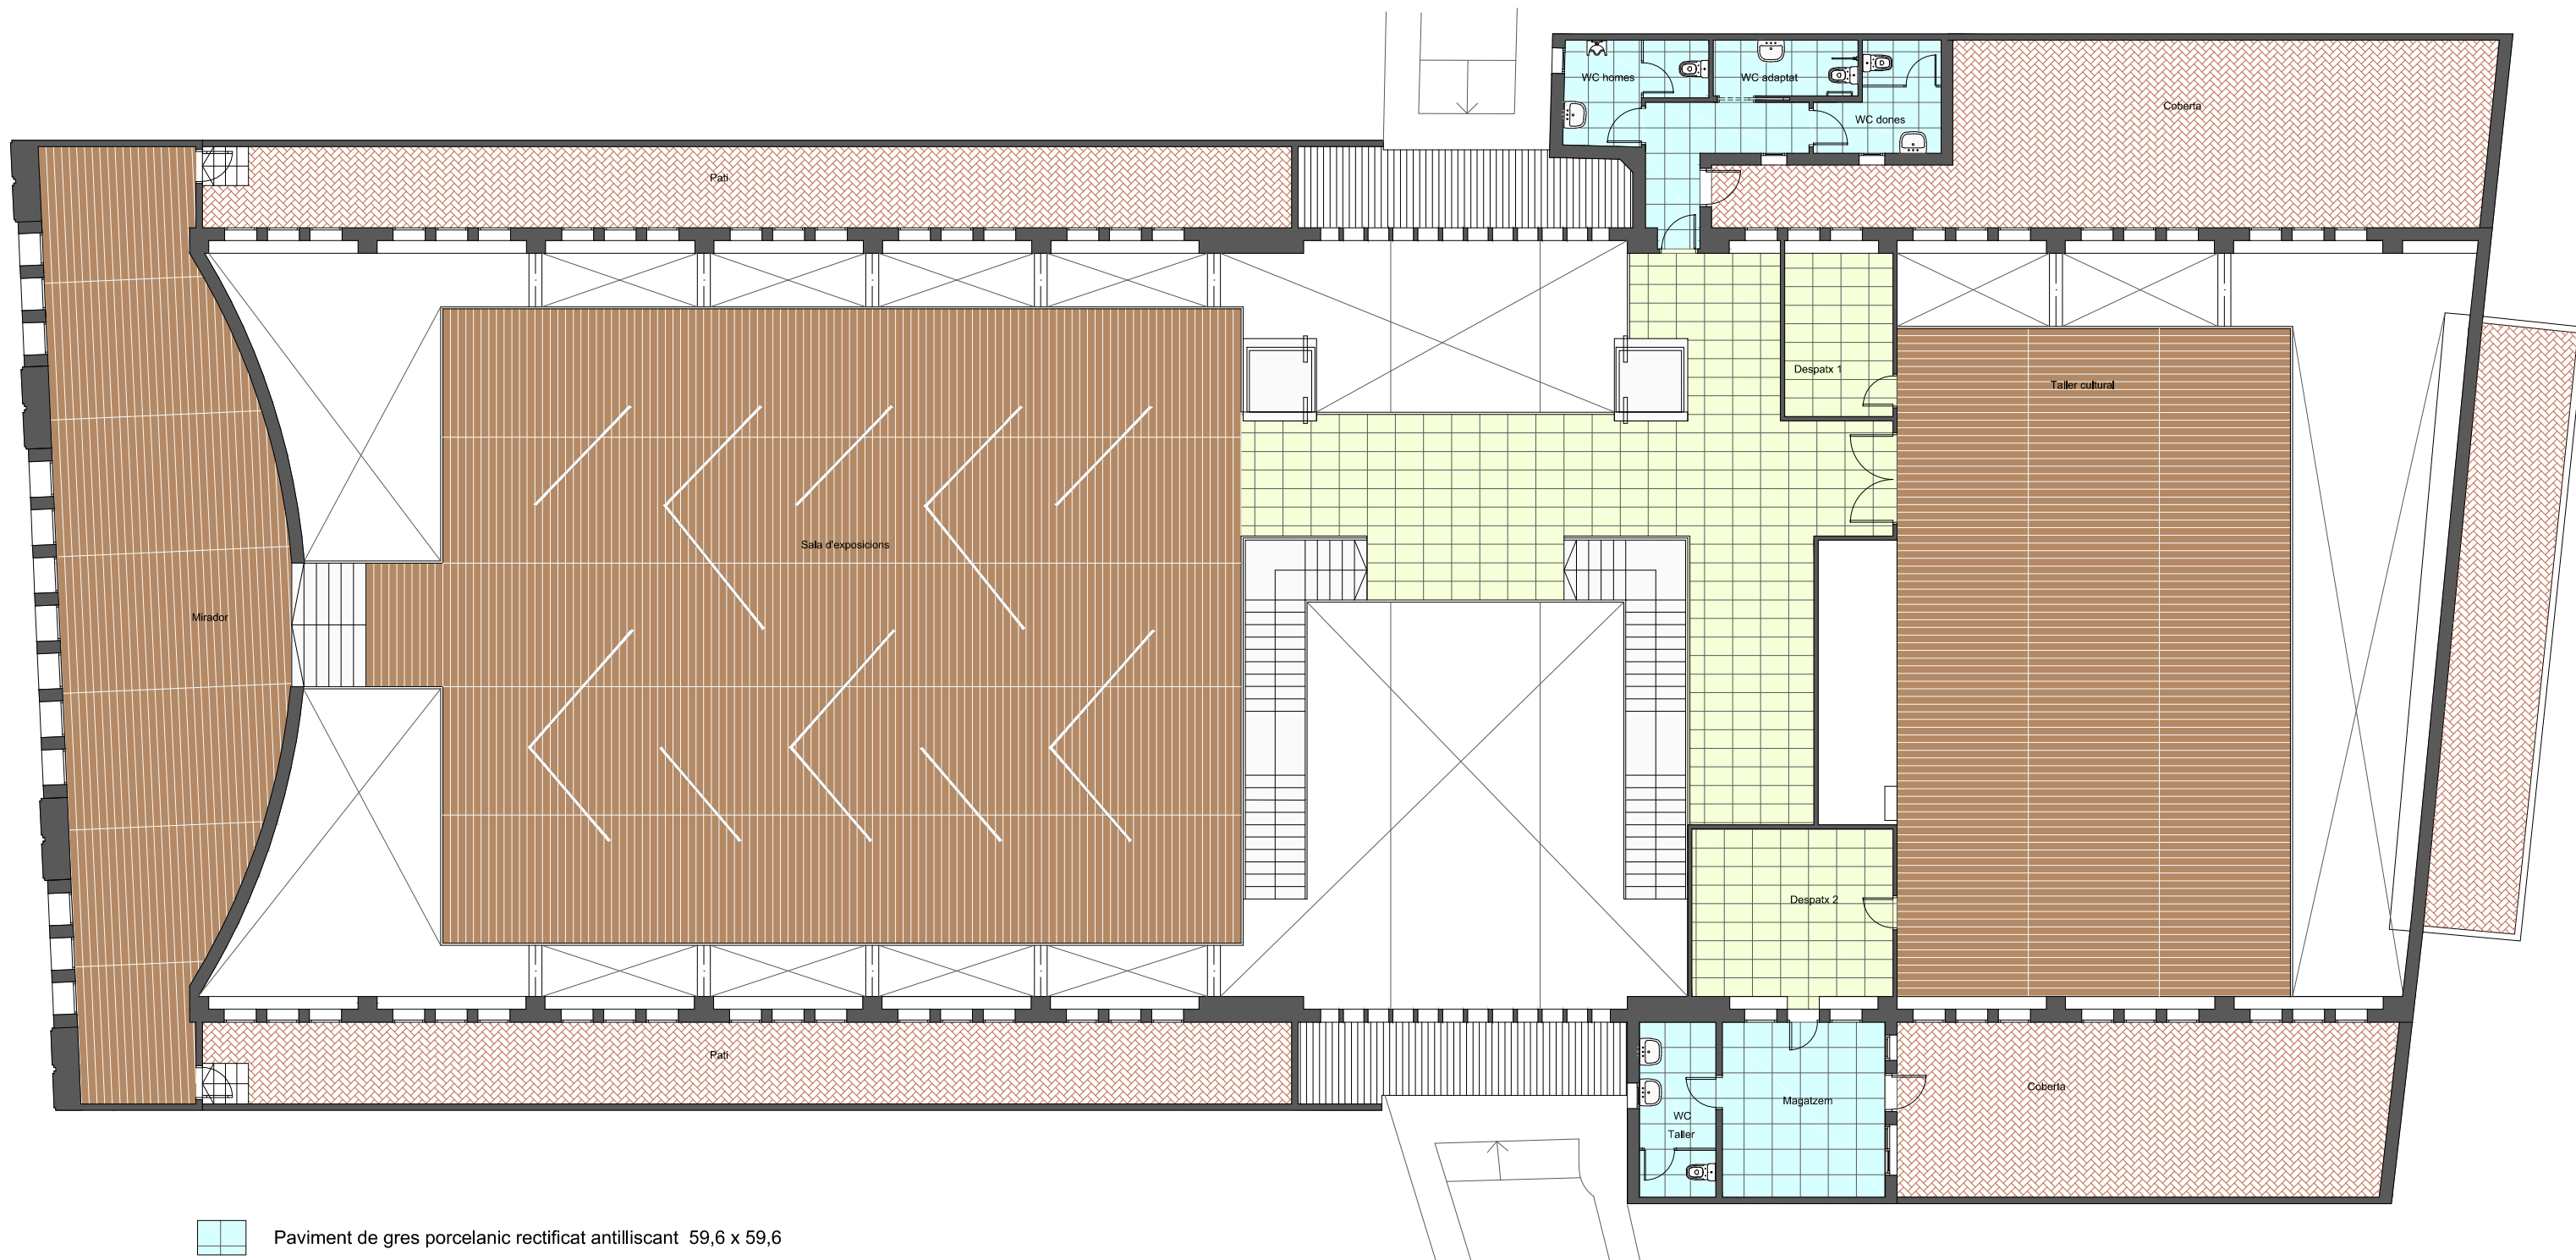 WC homes
WC adaptat
WC dones
Coberta
Pati
Despatx 1
Taller cultural
Sala d'exposicions
Mirador
Despatx 2
Pati
Coberta
Magatzem
WC
Taller
Paviment de gres porcelanic rectificat antilliscant 59,6 x 59,6